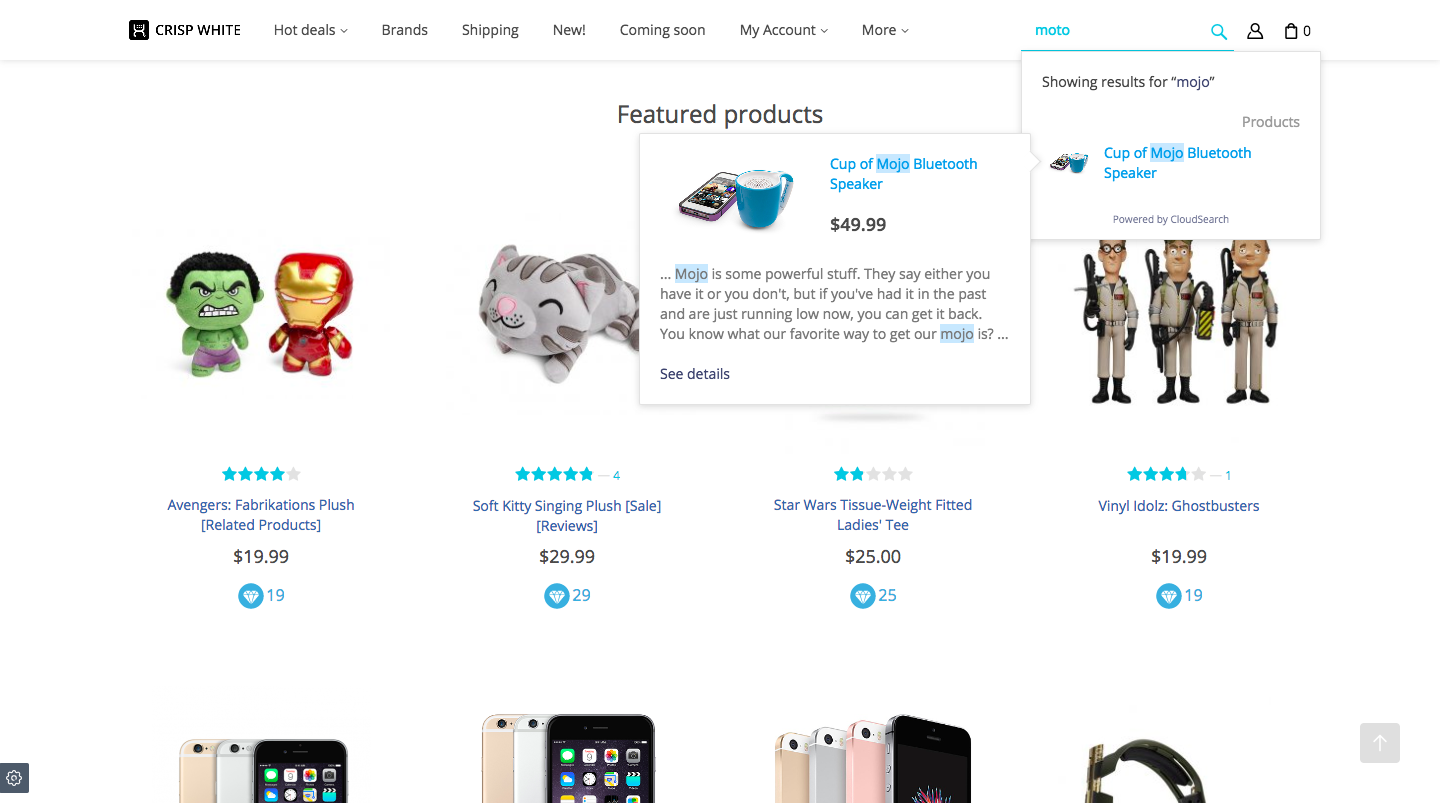 CRISP WHITE
Hot deals
Brands
Shipping
New!
Coming soon
My Account
More
moto
0
Showing results for “mojo”
Products
Cup of Mojo Bluetooth
Speaker
Powered by CloudSearch
Featured products
Cup of Mojo Bluetooth
Speaker
$49.99
... Mojo is some powerful stuff. They say either you
have it or you don't, but if you've had it in the past
and are just running low now, you can get it back.
You know what our favorite way to get our mojo is? ...
See details
— 4
— 1
Avengers: Fabrikations Plush
[Related Products]
Soft Kitty Singing Plush [Sale]
[Reviews]
Star Wars Tissue-Weight Fitted
Ladies' Tee
Vinyl Idolz: Ghostbusters
$19.99
$29.99
$25.00
$19.99
19
29
25
19